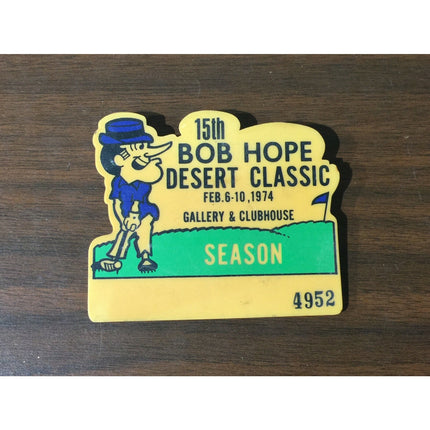 15th
BOB HOPE
DESERT CLASSIC
FEB. 6-10, 1974
GALLERY & CLUBHOUSE
SEASON
4952